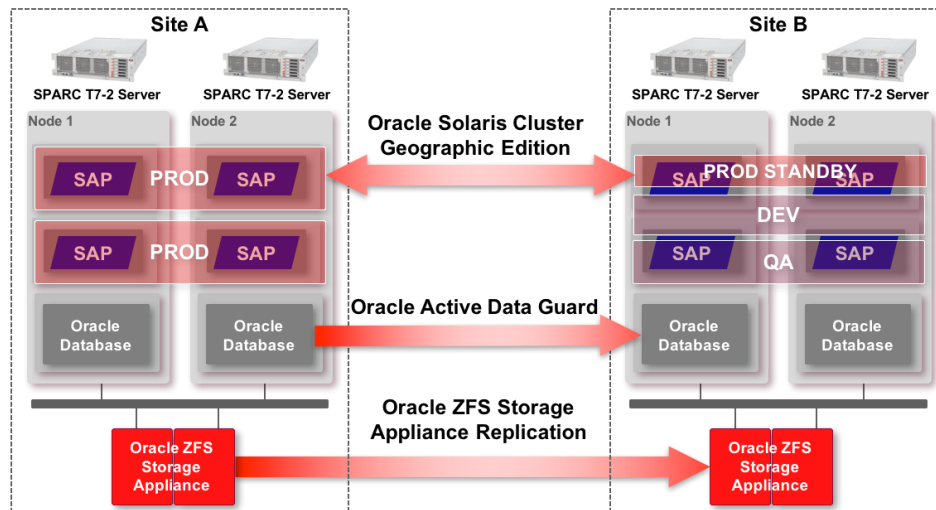 Site A
SPARC T7-2 Server
SPARC T7-2 Server
Node 1
Node 2
SAP
PROD
SAP
SAP
PROD
SAP
Oracle
Database
Oracle
Database
Oracle ZFS
Storage
Appliance
Oracle Solaris Cluster
Geographic Edition
Oracle Active Data Guard
Oracle ZFS Storage
Appliance Replication
Site B
SPARC T7-2 Server
SPARC T7-2 Server
Node 1
Node 2
PROD STANDBY
SAP
SAP
DEV
SAP
QA
SAP
Oracle
Database
Oracle
Database
Oracle ZFS
Storage
Appliance